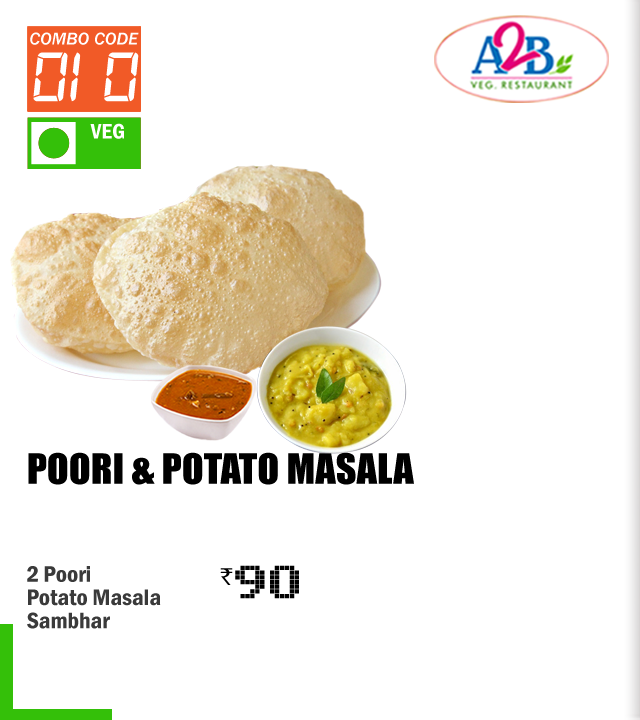 COMBO CODE
010
VEG
A2B
VEG. RESTAURANT
POORI & POTATO MASALA
2 Poori
Potato Masala
Sambhar
₹90